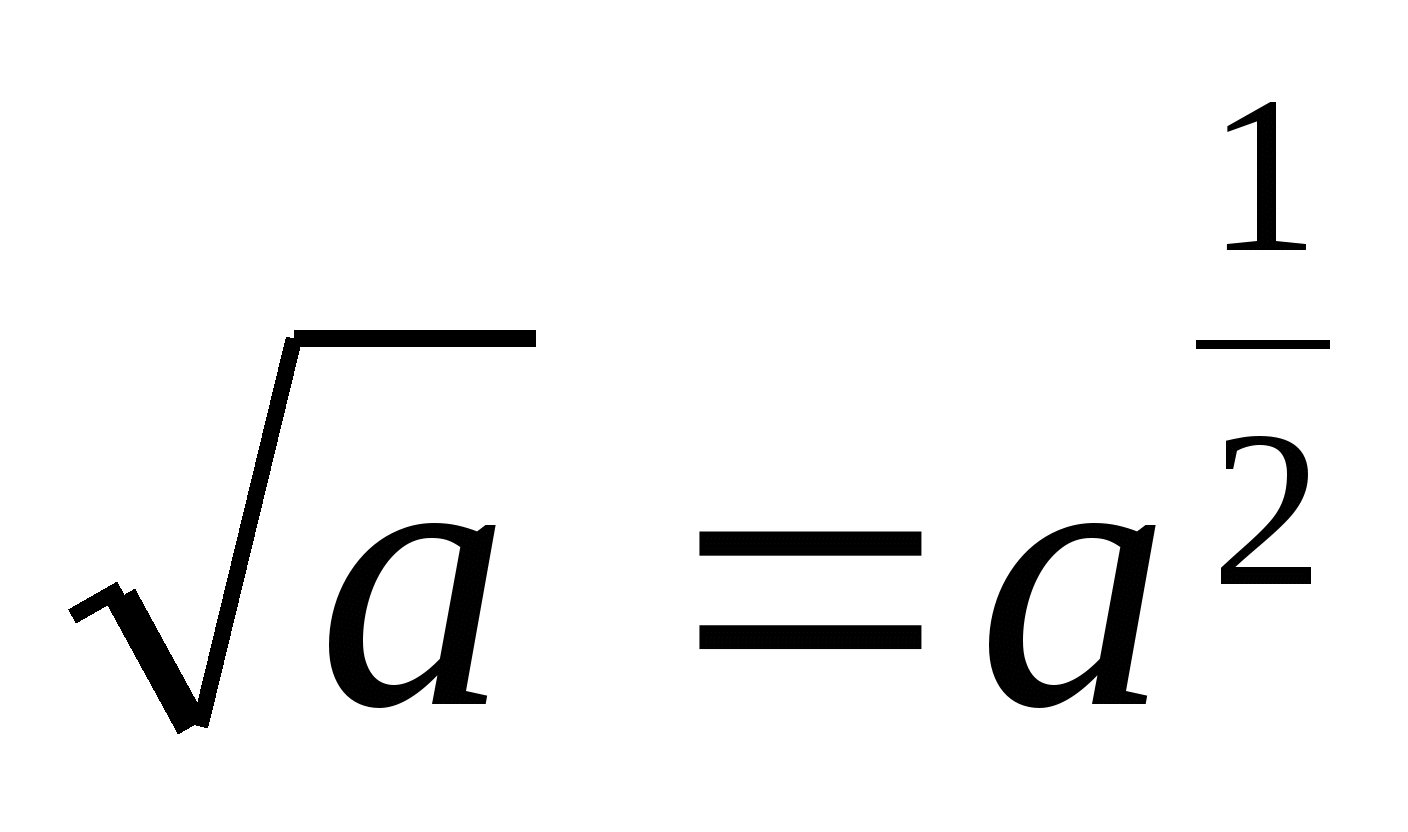 √a = a^(1/2)